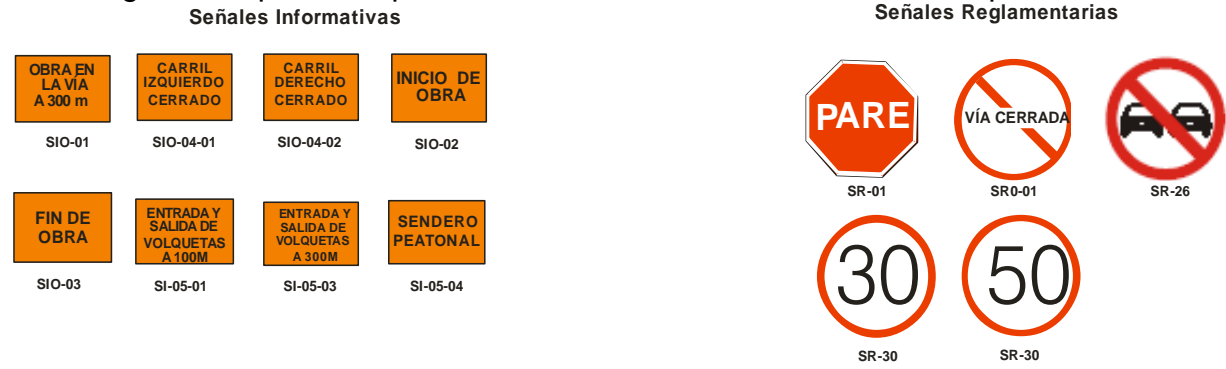 Señales Informativas
OBRA EN
LA VÍA
A 300 m
SIO-01
CARRIL
IZQUIERDO
CERRADO
SIO-04-01
CARRIL
DERECHO
CERRADO
SIO-04-02
INICIO DE
OBRA
SIO-02
FIN DE
OBRA
SIO-03
ENTRADA Y
SALIDA DE
VOLQUETAS
A 100M
SI-05-01
ENTRADA Y
SALIDA DE
VOLQUETAS
A 300M
SI-05-03
SENDERO
PEATONAL
SI-05-04
Señales Reglamentarias
PARE
SR-01
VÍA CERRADA
SR0-01
SR-26
30
SR-30
50
SR-30